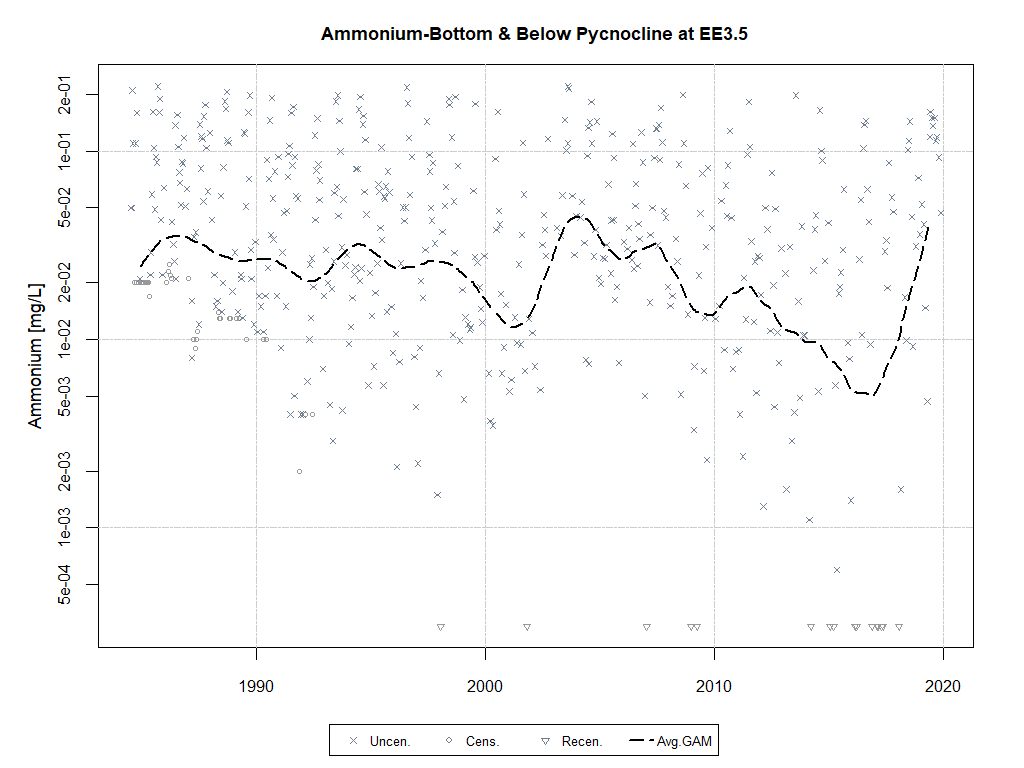 Ammonium-Bottom & Below Pycnocline at EE3.5
Ammonium [mg/L]
2e-01
1e-01
5e-02
2e-02
1e-02
5e-03
2e-03
1e-03
5e-04
1990 2000 2010 2020
Uncen. Cens. Recen. Avg.GAM